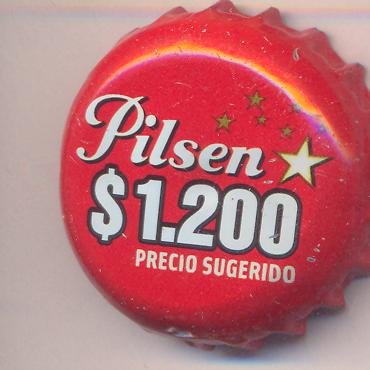 Pilsen
$1.200
PRECIO SUGERIDO